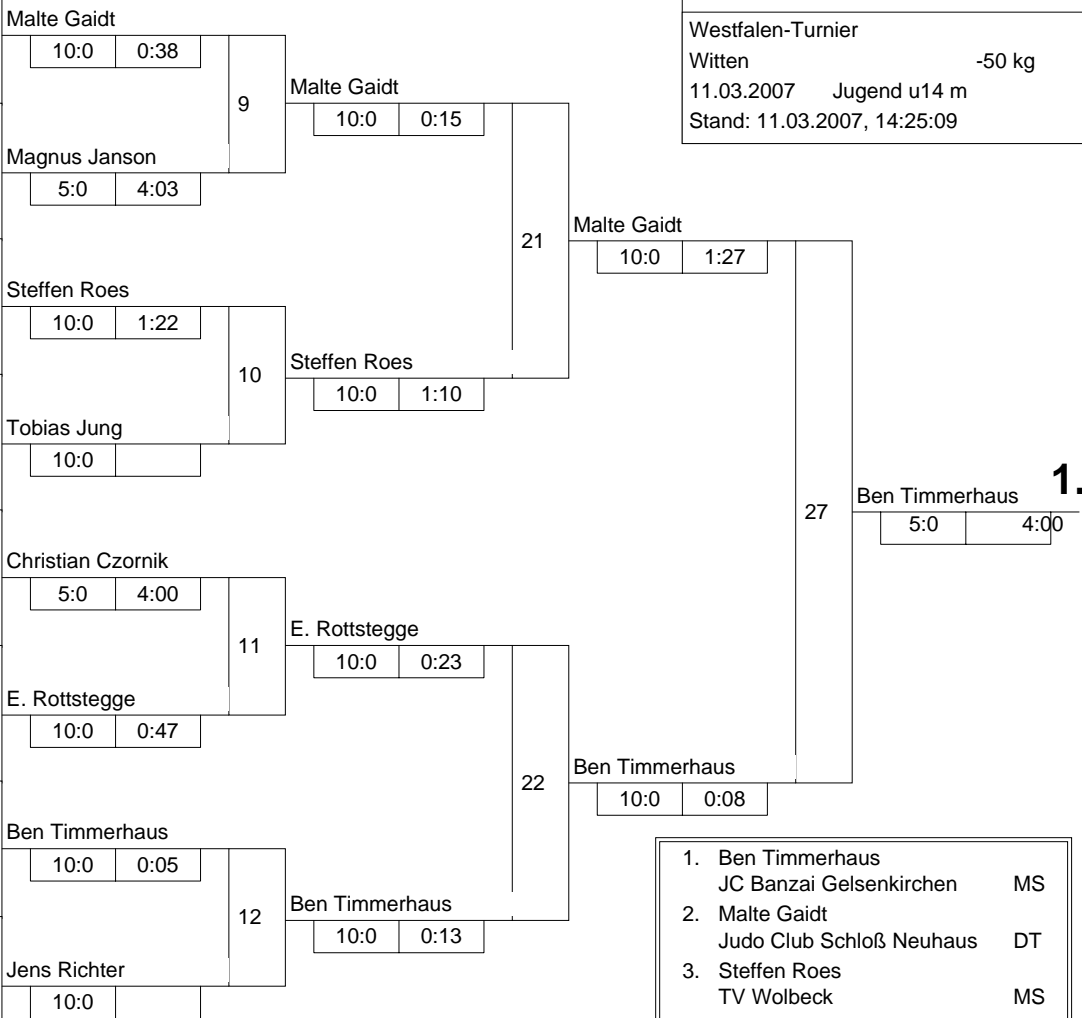 Malte Gaidt
10:0 0:38
9
Magnus Janson
5:0 4:03
Steffen Roes
10:0 1:22
10
Tobias Jung
10:0
Christian Czornik
5:0 4:00
11
E. Rottstegge
10:0 0:47
Ben Timmerhaus
10:0 0:05
12
Jens Richter
10:0
Malte Gaidt
10:0 0:15
21
Steffen Roes
10:0 1:10
E. Rottstegge
10:0 0:23
22
Ben Timmerhaus
10:0 0:13
Malte Gaidt
10:0 1:27
27
Ben Timmerhaus
10:0 0:08
Ben Timmerhaus 1.
5:0 4:00
Westfalen-Turnier
Witten -50 kg
11.03.2007 Jugend u14 m
Stand: 11.03.2007, 14:25:09
1. Ben Timmerhaus
JC Banzai Gelsenkirchen MS
2. Malte Gaidt
Judo Club Schloß Neuhaus DT
3. Steffen Roes
TV Wolbeck MS